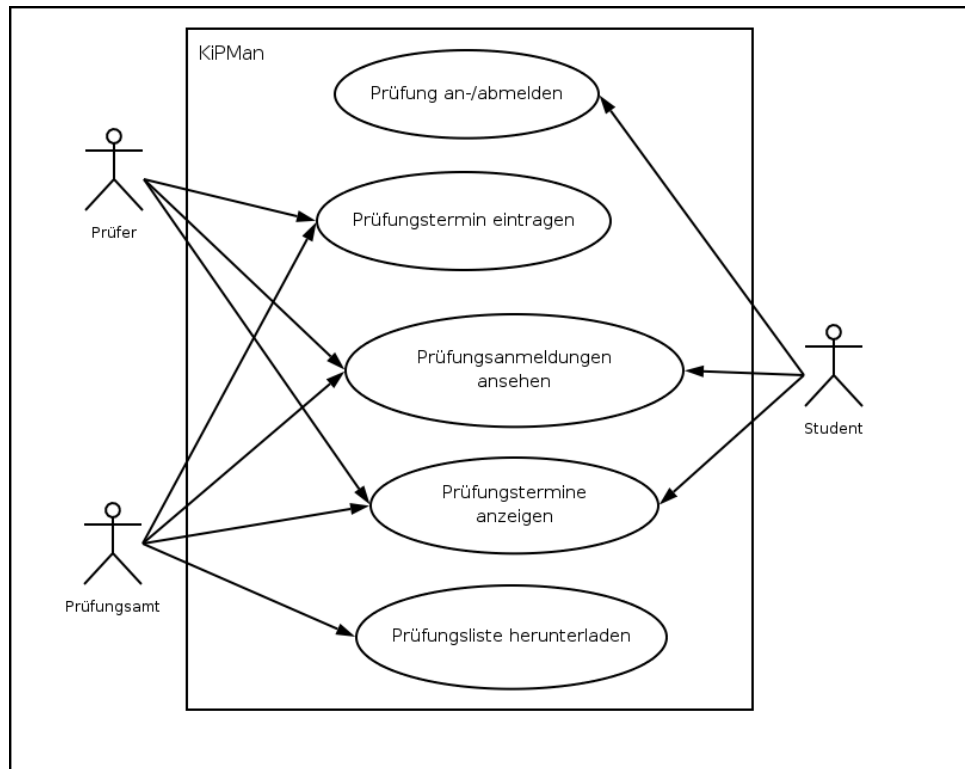 KiPMan
Prüfung an-/abmelden
Prüfer
Prüfungstermin eintragen
Prüfungsanmeldungen
ansehen
Student
Prüfungstermine
anzeigen
Prüfungsamt
Prüfungsliste herunterladen